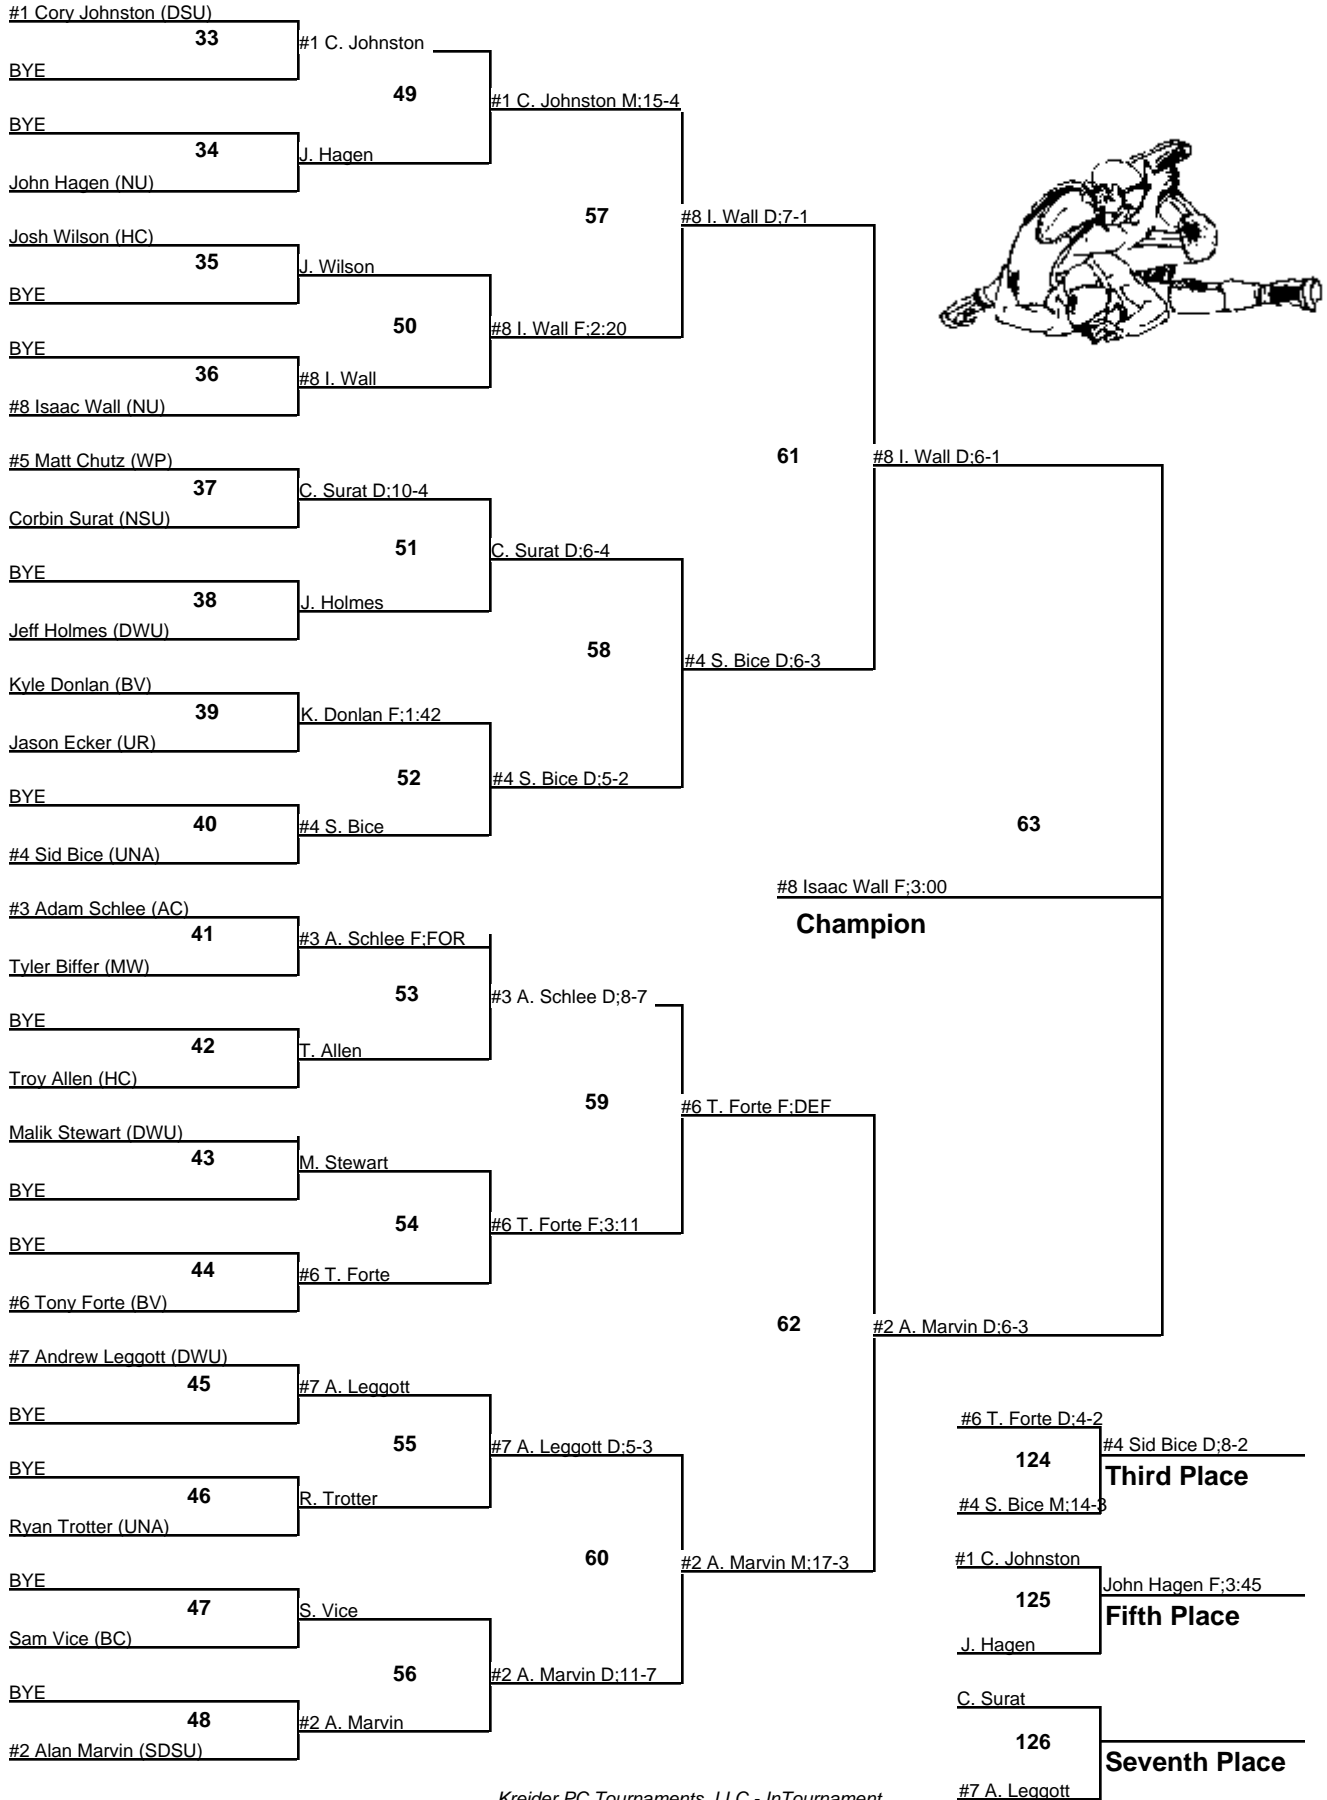 #1 Cory Johnston (DSU)
33
#1 C. Johnston
BYE
49
#1 C. Johnston M;15-4
BYE
34
J. Hagen
John Hagen (NU)
57
#8 I. Wall D;7-1
Josh Wilson (HC)
35
J. Wilson
BYE
50
#8 I. Wall F;2:20
BYE
36
#8 I. Wall
#8 Isaac Wall (NU)
61
#8 I. Wall D;6-1
#5 Matt Chutz (WP)
37
C. Surat D;10-4
Corbin Surat (NSU)
51
C. Surat D;6-4
BYE
38
J. Holmes
Jeff Holmes (DWU)
58
#4 S. Bice D;6-3
Kyle Donlan (BV)
39
K. Donlan F;1:42
Jason Ecker (UR)
52
#4 S. Bice D;5-2
BYE
40
#4 S. Bice
#4 Sid Bice (UNA)
63
#8 Isaac Wall F;3:00
Champion
#3 Adam Schlee (AC)
41
#3 A. Schlee F;FOR
Tyler Biffer (MW)
53
#3 A. Schlee D;8-7
BYE
42
T. Allen
Troy Allen (HC)
59
#6 T. Forte F;DEF
Malik Stewart (DWU)
43
M. Stewart
BYE
54
#6 T. Forte F;3:11
BYE
44
#6 T. Forte
#6 Tony Forte (BV)
62
#2 A. Marvin D;6-3
#7 Andrew Leggott (DWU)
45
#7 A. Leggott
BYE
55
#7 A. Leggott D;5-3
BYE
46
R. Trotter
Ryan Trotter (UNA)
60
#2 A. Marvin M;17-3
BYE
47
S. Vice
Sam Vice (BC)
56
#2 A. Marvin D;11-7
BYE
48
#2 A. Marvin
#2 Alan Marvin (SDSU)
#6 T. Forte D;4-2
124
#4 Sid Bice D;8-2
Third Place
#4 S. Bice M;14-3
#1 C. Johnston
125
John Hagen F;3:45
Fifth Place
J. Hagen
C. Surat
126
Seventh Place
#7 A. Leggott
Kreider PC Tournaments, LLC - InTournament